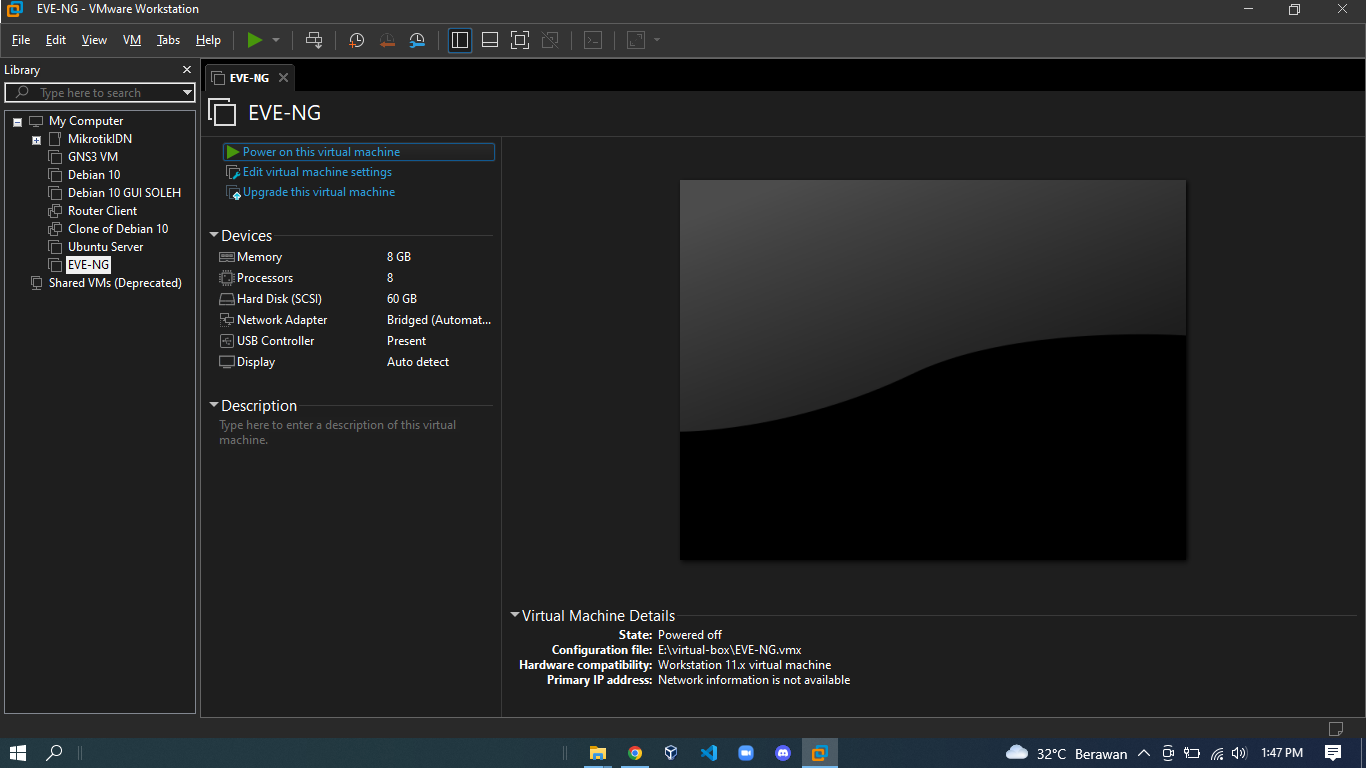 EVE-NG - VMware Workstation
File Edit View VM Tabs Help
Library
Type here to search
My Computer
MikrotikIDN
GNS3 VM
Debian 10
Debian 10 GUI SOLEH
Router Client
Clone of Debian 10
Ubuntu Server
EVE-NG
Shared VMs (Deprecated)
EVE-NG
EVE-NG
Power on this virtual machine
Edit virtual machine settings
Upgrade this virtual machine
Devices
Memory 8 GB
Processors 8
Hard Disk (SCSI) 60 GB
Network Adapter Bridged (Automat...
USB Controller Present
Display Auto detect
Description
Type here to enter a description of this virtual
machine.
Virtual Machine Details
State: Powered off
Configuration file: E:\virtual-box\EVE-NG.vmx
Hardware compatibility: Workstation 11.x virtual machine
Primary IP address: Network information is not available
32°C Berawan 1:47 PM